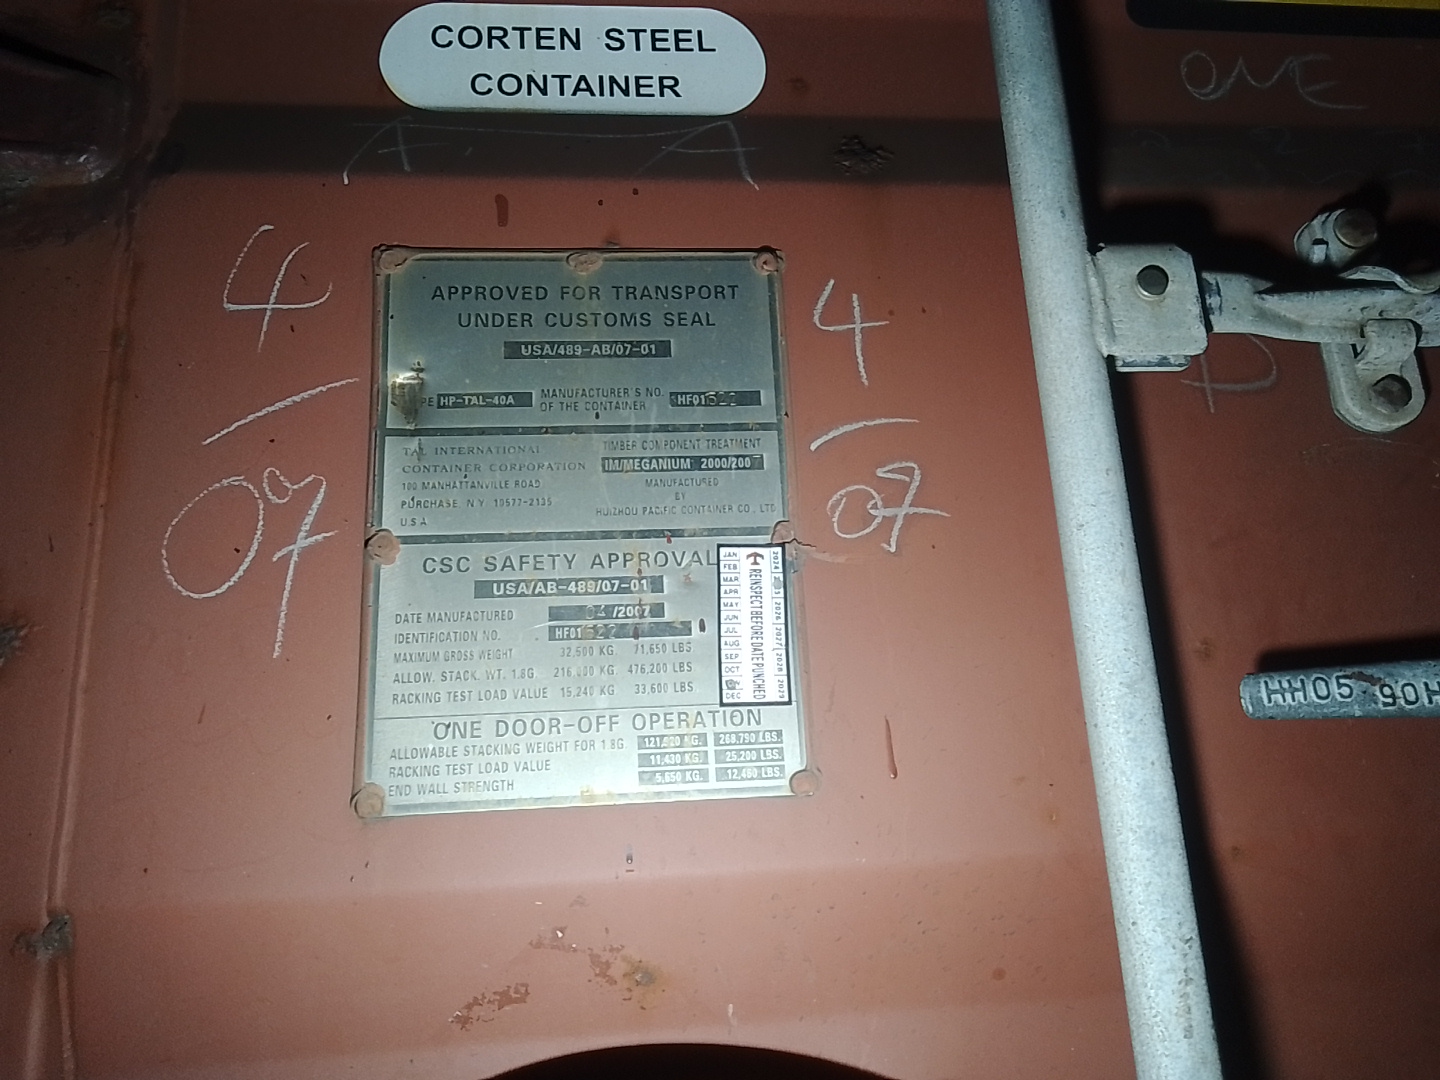 CORTEN STEEL
CONTAINER
ONE
A. A
4
07
4
07
APPROVED FOR TRANSPORT
UNDER CUSTOMS SEAL
USA/489-AB/07-01
HP-TAL-40A
MANUFACTURER'S NO.
OF THE CONTAINER
HF01
TAL INTERNATIONAL
CONTAINER CORPORATION
100 MANHATTANVILLE ROAD
PURCHASE, N.Y. 10577-2135
U.S.A.
TIMBER COMPONENT TREATMENT
IM/MEGANIUM 2000/2007
MANUFACTURED
BY
HUIZHOU PACIFIC CONTAINER CO., LTD
CSC SAFETY APPROVAL
USA/AB-489/07-01
DATE MANUFACTURED /2007
IDENTIFICATION NO. HF01
MAXIMUM GROSS WEIGHT 32,500 KG. 71,650 LBS
ALLOW. STACK. WT. 1.8G 476,200 LBS
RACKING TEST LOAD VALUE 15,240 KG 33,600 LBS.
JAN
FEB
MAR
APR
MAY
JUN
JUL
AUG
SEP
OCT
DEC
REINSPECT BEFORE DATE PUNCHED
2024 2026 2027 2028 2029
ONE DOOR-OFF OPERATION
ALLOWABLE STACKING WEIGHT FOR 1.8G. 268,790 LBS.
RACKING TEST LOAD VALUE 11,430 KG. 25,200 LBS.
END WALL STRENGTH 5,650 KG. 12,460 LBS.
HH05 90H